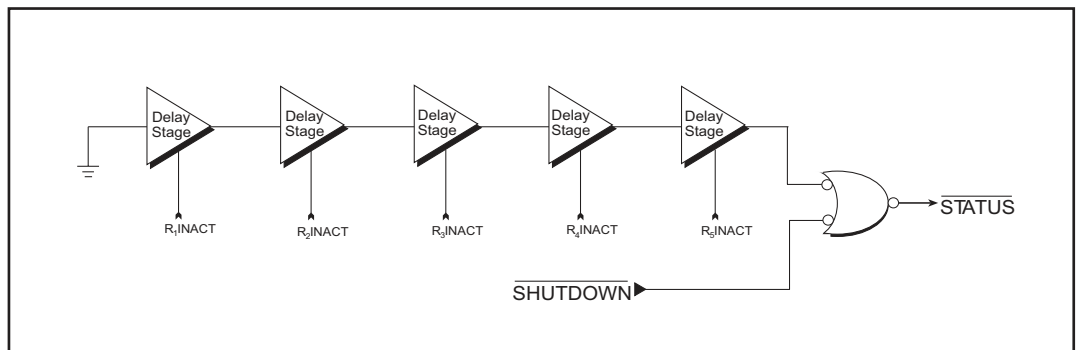 Delay
Stage
Delay
Stage
Delay
Stage
Delay
Stage
Delay
Stage
R₁INACT
R₂INACT
R₃INACT
R₄INACT
R₅INACT
STATUS
SHUTDOWN